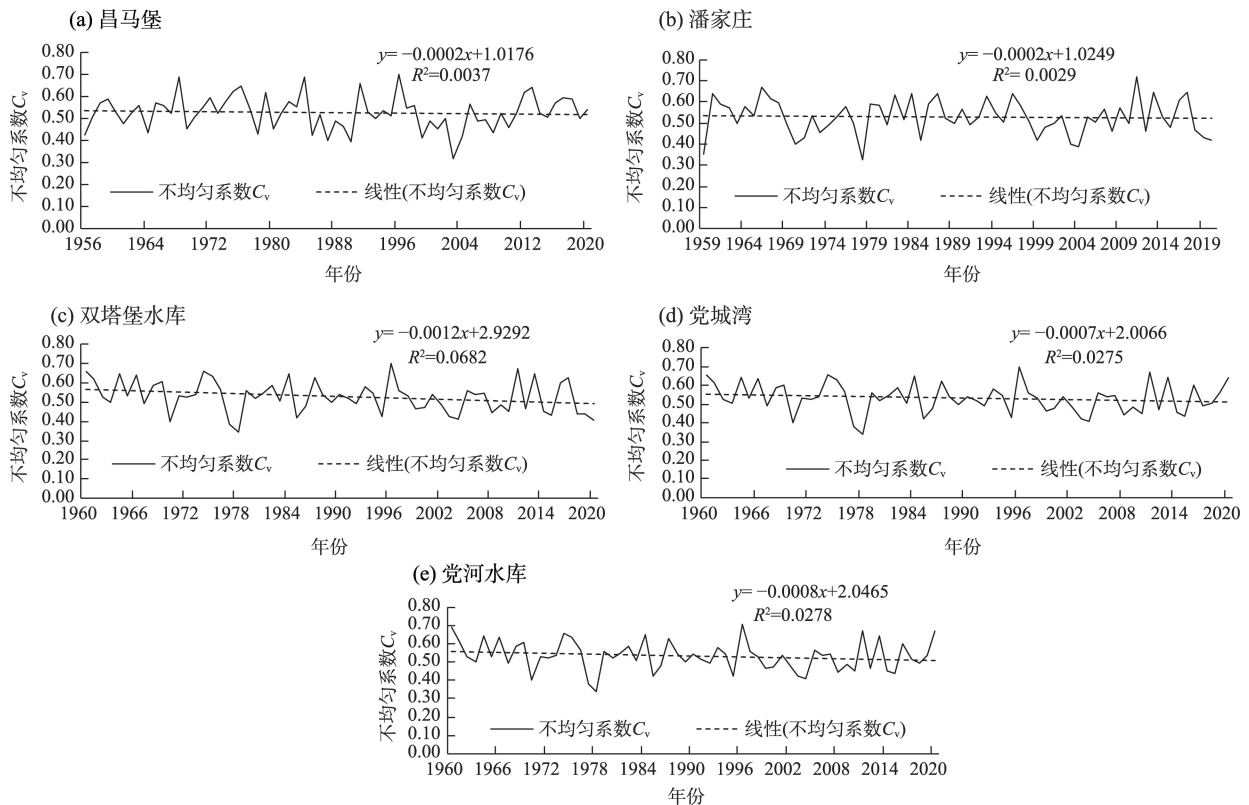 (a) 昌马堡
y= −0.0002x+1.0176
R²=0.0037
不均匀系数Cᵥ
0.80
0.70
0.60
0.50
0.40
0.30
0.20
0.10
0.00
不均匀系数Cᵥ
线性(不均匀系数Cᵥ)
1956 1964 1972 1980 1988 1996 2004 2012 2020
年份
(b) 潘家庄
y= −0.0002x+1.0249
R²= 0.0029
不均匀系数Cᵥ
0.80
0.70
0.60
0.50
0.40
0.30
0.20
0.10
0.00
不均匀系数Cᵥ
线性(不均匀系数Cᵥ)
1959 1964 1969 1974 1979 1984 1989 1994 1999 2004 2009 2014 2019
年份
(c) 双塔堡水库
y= −0.0012x+2.9292
R²=0.0682
不均匀系数Cᵥ
0.80
0.70
0.60
0.50
0.40
0.30
0.20
0.10
0.00
不均匀系数Cᵥ
线性(不均匀系数Cᵥ)
1960 1966 1972 1978 1984 1990 1996 2002 2008 2014 2020
年份
(d) 党城湾
y= −0.0007x+2.0066
R²=0.0275
不均匀系数Cᵥ
0.80
0.70
0.60
0.50
0.40
0.30
0.20
0.10
0.00
不均匀系数Cᵥ
线性(不均匀系数Cᵥ)
1960 1966 1972 1978 1984 1990 1996 2002 2008 2014 2020
年份
(e) 党河水库
y= −0.0008x+2.0465
R²=0.0278
不均匀系数Cᵥ
0.80
0.70
0.60
0.50
0.40
0.30
0.20
0.10
0.00
不均匀系数Cᵥ
线性(不均匀系数Cᵥ)
1960 1966 1972 1978 1984 1990 1996 2002 2008 2014 2020
年份